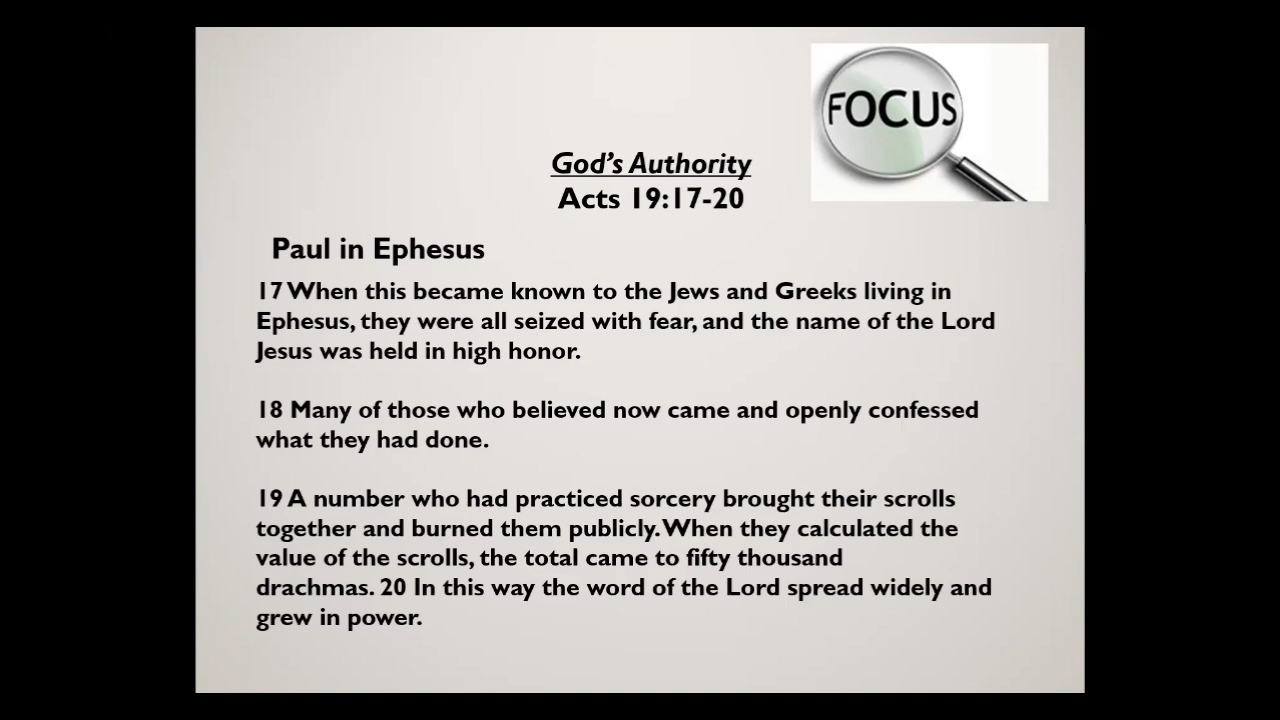 FOCUS
God's Authority
Acts 19:17-20
Paul in Ephesus
17 When this became known to the Jews and Greeks living in
Ephesus, they were all seized with fear, and the name of the Lord
Jesus was held in high honor.
18 Many of those who believed now came and openly confessed
what they had done.
19 A number who had practiced sorcery brought their scrolls
together and burned them publicly. When they calculated the
value of the scrolls, the total came to fifty thousand
drachmas. 20 In this way the word of the Lord spread widely and
grew in power.